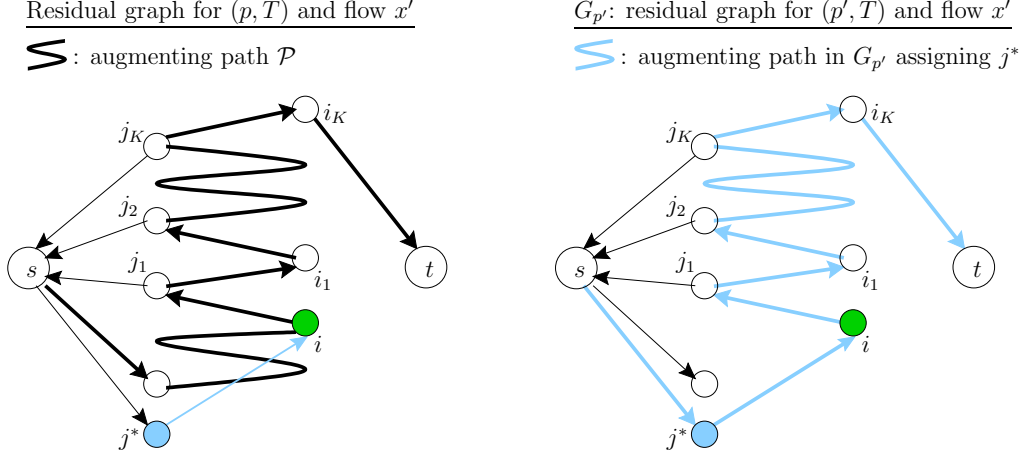 Residual graph for (p, T) and flow x′
: augmenting path 𝒫
j_K
i_K
j_2
s
j_1
i_1
t
i
j*
G_{p′}: residual graph for (p′, T) and flow x′
: augmenting path in G_{p′} assigning j*
j_K
i_K
j_2
s
j_1
i_1
t
i
j*